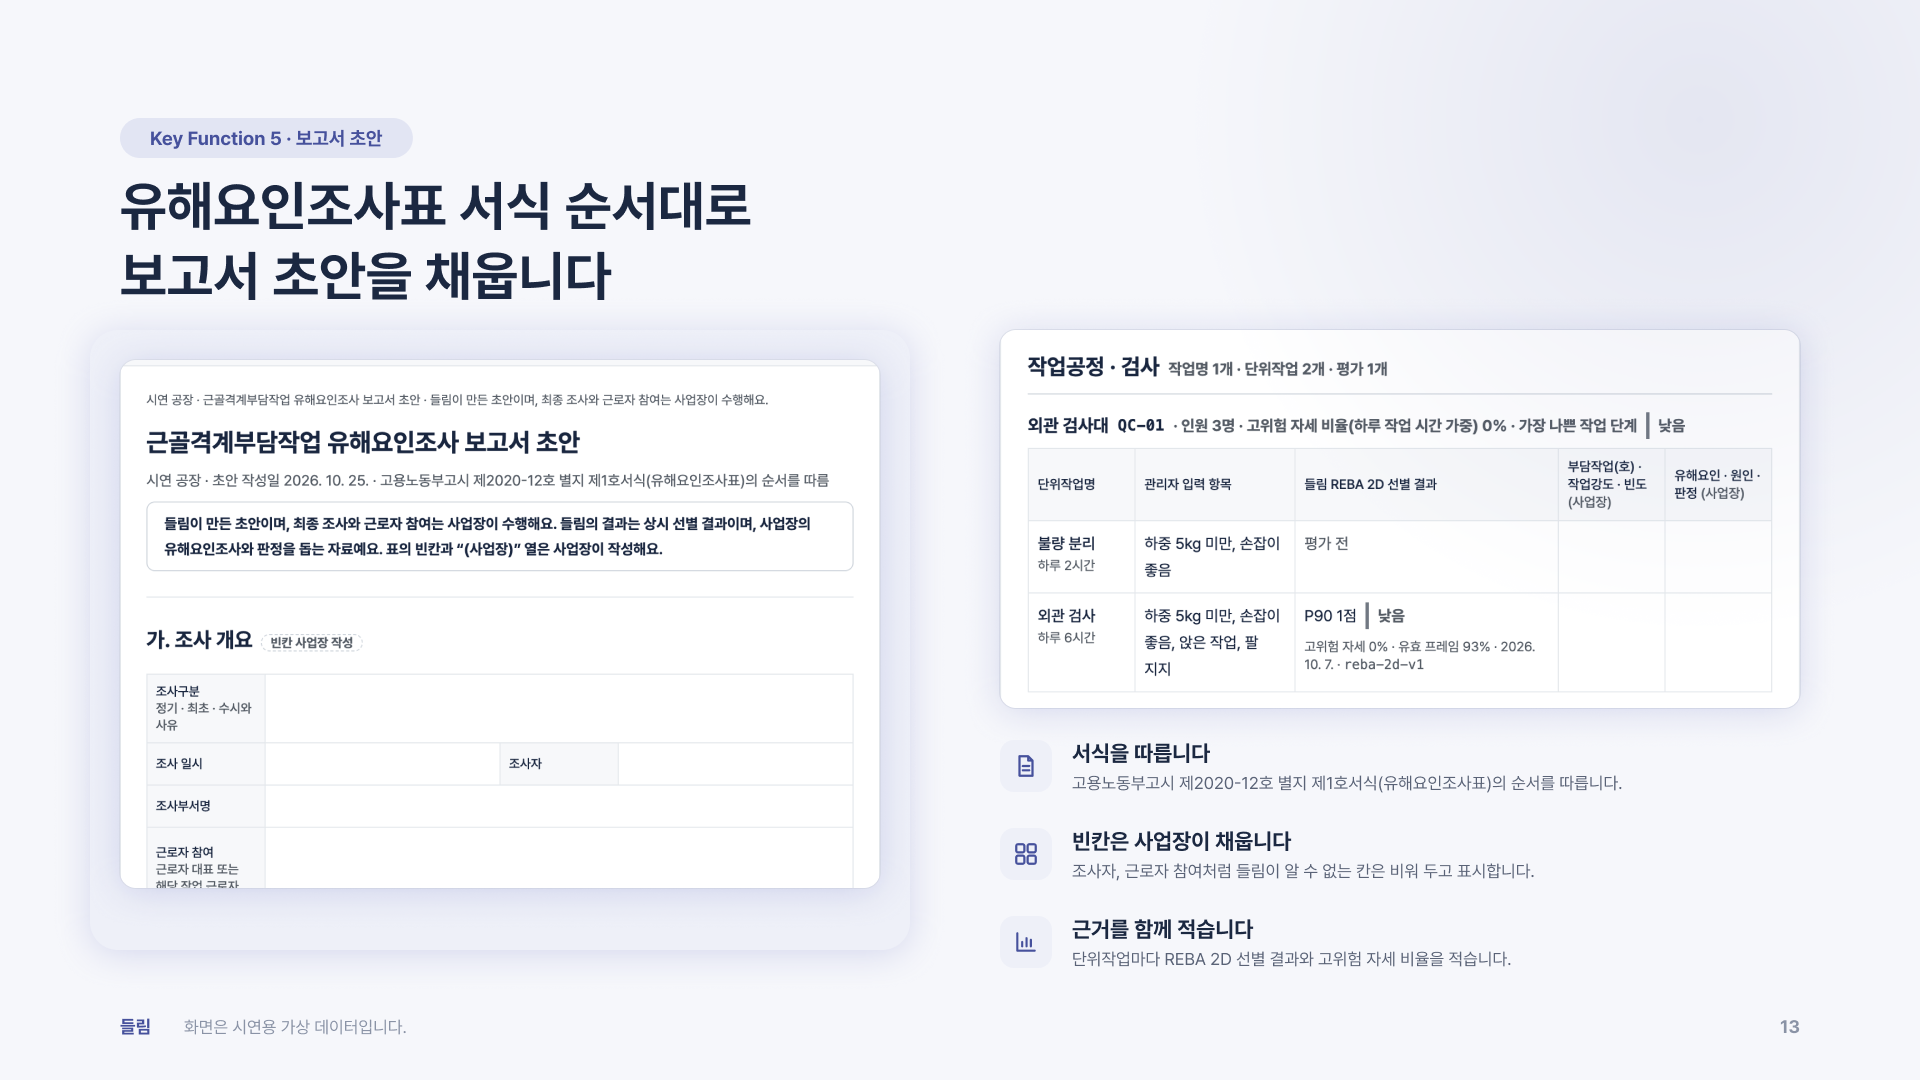 Key Function 5 · 보고서 초안
유해요인조사표 서식 순서대로
보고서 초안을 채웁니다
시연 공장 · 근골격계부담작업 유해요인조사 보고서 초안 · 들림이 만든 초안이며, 최종 조사와 근로자 참여는 사업장이 수행해요.
근골격계부담작업 유해요인조사 보고서 초안
시연 공장 · 초안 작성일 2026. 10. 25. · 고용노동부고시 제2020-12호 별지 제1호서식(유해요인조사표)의 순서를 따름
들림이 만든 초안이며, 최종 조사와 근로자 참여는 사업장이 수행해요. 들림의 결과는 상시 선별 결과이며, 사업장의
유해요인조사와 판정을 돕는 자료예요. 표의 빈칸과 “(사업장)” 열은 사업장이 작성해요.
가. 조사 개요 빈칸 사업장 작성
조사구분
정기 · 최초 · 수시와
사유
조사 일시
조사자
조사부서명
근로자 참여
근로자 대표 또는
해당 작업 근로자
작업공정 · 검사 작업명 1개 · 단위작업 2개 · 평가 1개
외관 검사대 QC-01 · 인원 3명 · 고위험 자세 비율(하루 작업 시간 가중) 0% · 가장 나쁜 작업 단계 낮음
단위작업명
관리자 입력 항목
들림 REBA 2D 선별 결과
부담작업(호) ·
작업강도 · 빈도
(사업장)
유해요인 · 원인 ·
판정 (사업장)
불량 분리
하루 2시간
하중 5kg 미만, 손잡이
좋음
평가 전
외관 검사
하루 6시간
하중 5kg 미만, 손잡이
좋음, 앉은 작업, 팔
지지
P90 1점 낮음
고위험 자세 0% · 유효 프레임 93% · 2026.
10. 7. · reba-2d-v1
서식을 따릅니다
고용노동부고시 제2020-12호 별지 제1호서식(유해요인조사표)의 순서를 따릅니다.
빈칸은 사업장이 채웁니다
조사자, 근로자 참여처럼 들림이 알 수 없는 칸은 비워 두고 표시합니다.
근거를 함께 적습니다
단위작업마다 REBA 2D 선별 결과와 고위험 자세 비율을 적습니다.
들림 화면은 시연용 가상 데이터입니다.
13